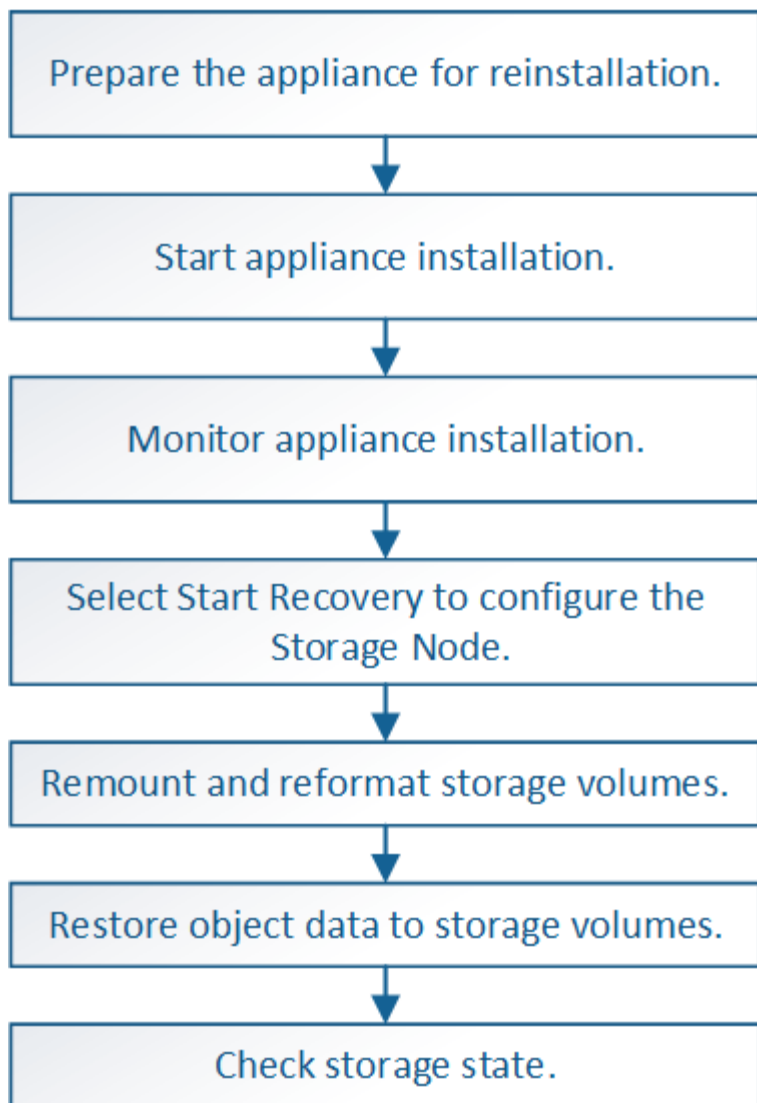 Prepare the appliance for reinstallation.
Start appliance installation.
Monitor appliance installation.
Select Start Recovery to configure the
Storage Node.
Remount and reformat storage volumes.
Restore object data to storage volumes.
Check storage state.